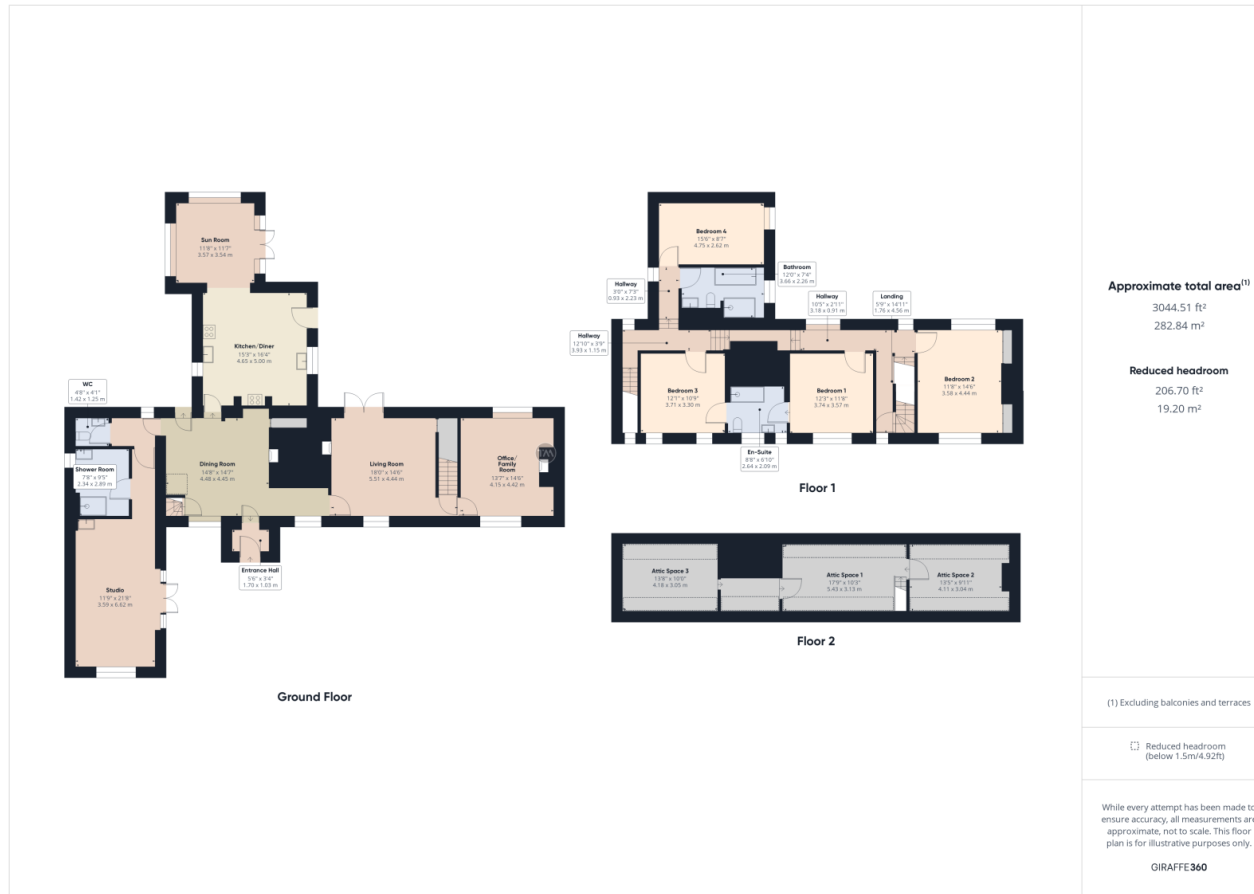 Sun Room
11'8" x 11'7"
3.57 x 3.54 m
Kitchen/Diner
15'3" x 16'4"
4.65 x 5.00 m
WC
4'8" x 4'1"
1.42 x 1.25 m
Shower Room
7'8" x 9'5"
2.34 x 2.89 m
Dining Room
14'8" x 14'7"
4.48 x 4.45 m
Living Room
18'0" x 14'6"
5.51 x 4.44 m
Office/
Family
Room
13'7" x 14'6"
4.15 x 4.42 m
Entrance Hall
5'6" x 3'4"
1.70 x 1.03 m
Studio
11'9" x 21'8"
3.59 x 6.62 m
Ground Floor
Bedroom 4
15'6" x 8'7"
4.75 x 2.62 m
Bathroom
12'0" x 7'4"
3.66 x 2.26 m
Hallway
3'0" x 7'3"
0.93 x 2.23 m
Hallway
10'5" x 2'11"
3.18 x 0.91 m
Landing
5'9" x 14'11"
1.76 x 4.56 m
Hallway
12'10" x 3'9"
3.93 x 1.15 m
Bedroom 3
12'1" x 10'9"
3.71 x 3.30 m
Bedroom 1
12'3" x 11'8"
3.74 x 3.57 m
Bedroom 2
11'8" x 14'6"
3.58 x 4.44 m
En-Suite
8'8" x 6'10"
2.64 x 2.09 m
Floor 1
Attic Space 3
13'8" x 10'0"
4.18 x 3.05 m
Attic Space 1
17'9" x 10'3"
5.43 x 3.13 m
Attic Space 2
13'5" x 9'11"
4.11 x 3.04 m
Floor 2
Approximate total area(1)
3044.51 ft²
282.84 m²
Reduced headroom
206.70 ft²
19.20 m²
(1) Excluding balconies and terraces
Reduced headroom
(below 1.5m/4.92ft)
While every attempt has been made to
ensure accuracy, all measurements are
approximate, not to scale. This floor
plan is for illustrative purposes only.
GIRAFFE360